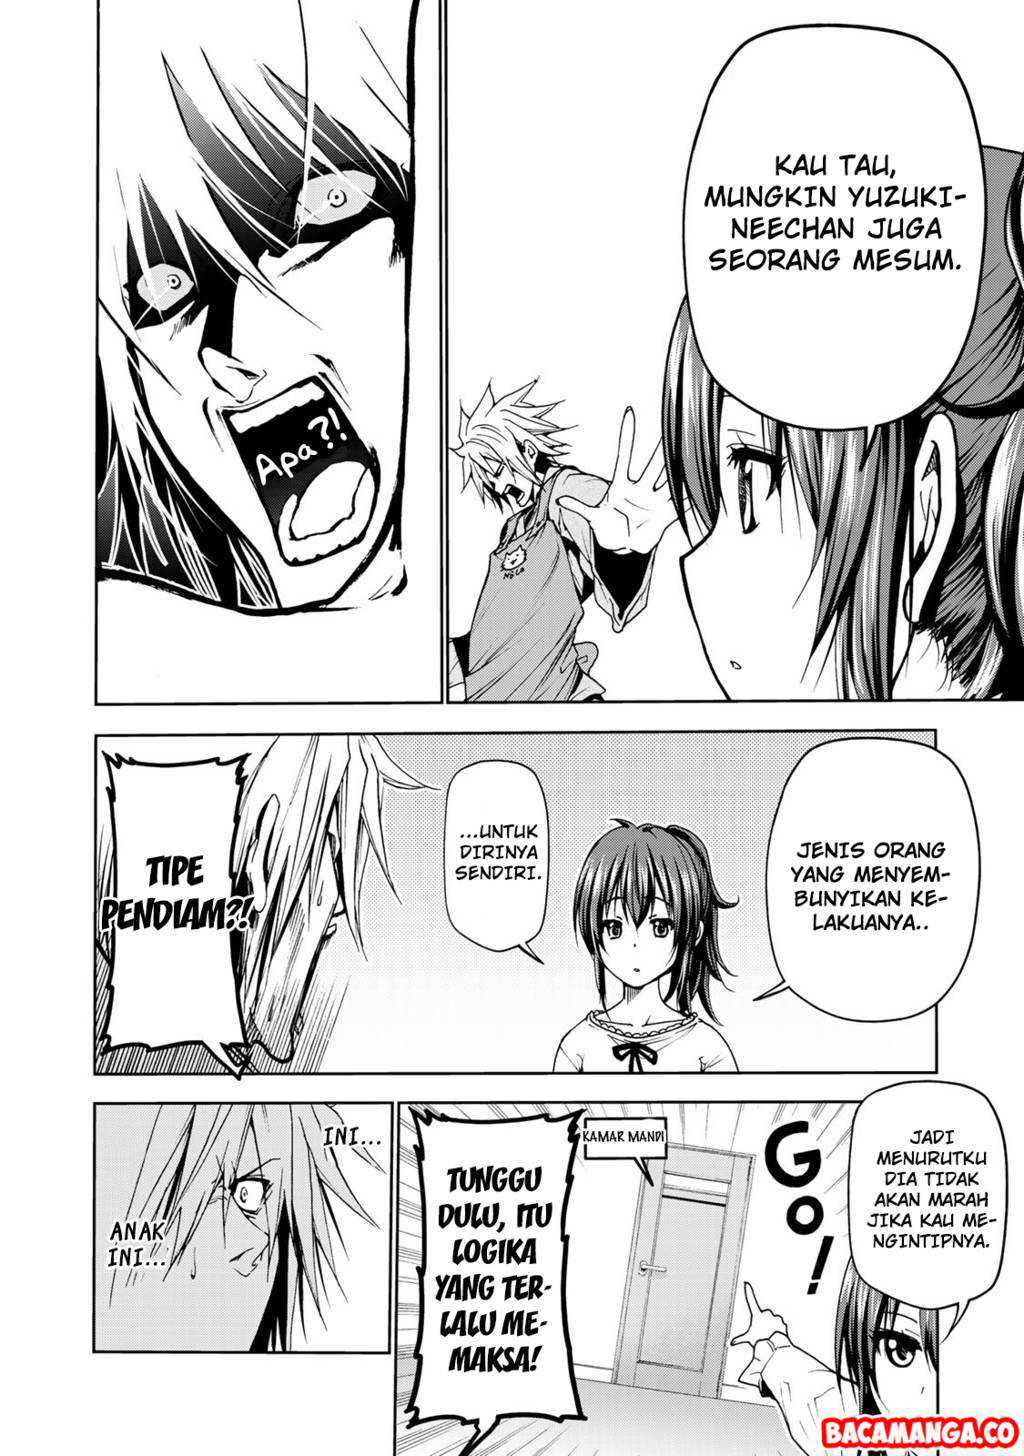 KAU TAU,
MUNGKIN YUZUKI-
NEECHAN JUGA
SEORANG MESUM.
Apa?!
NDCA
JENIS ORANG
YANG MENYEM-
BUNYIKAN KE-
LAKUANYA..
...UNTUK
DIRINYA
SENDIRI.
TIPE
PENDIAM?!
JADI
MENURUTKU
DIA TIDAK
AKAN MARAH
JIKA KAU ME-
NGINTIPNYA.
GO!
KAMAR MANDI
TUNGGU
DULU, ITU
LOGIKA
YANG TER-
LALU ME-
MAKSA!
INI...
ANAK
INI...
BACAMANGA.CO